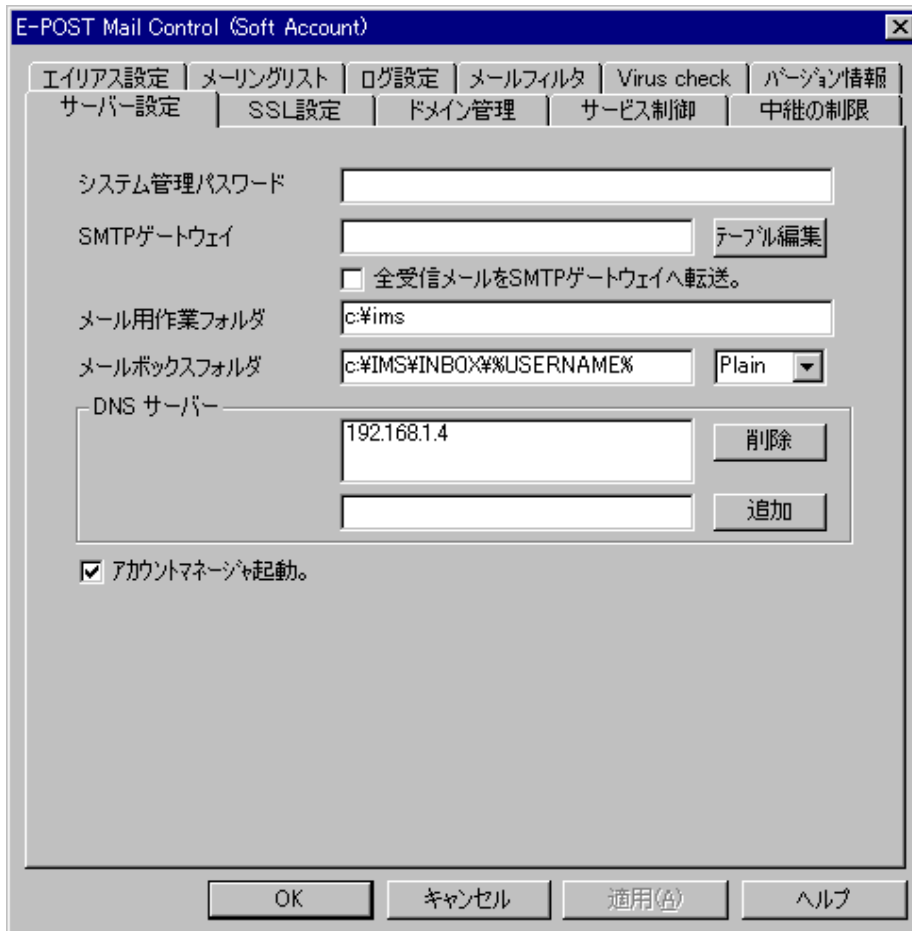 E-POST Mail Control (Soft Account)
エイリアス設定 メーリングリスト ログ設定 メールフィルタ Virus check バージョン情報
サーバー設定 SSL設定 ドメイン管理 サービス制御 中継の制限
システム管理パスワード
SMTPゲートウェイ テーブル編集
全受信メールをSMTPゲートウェイへ転送。
メール用作業フォルダ c:¥ims
メールボックスフォルダ c:¥IMS¥INBOX¥%USERNAME% Plain
DNS サーバー
192.168.1.4 削除
追加
アカウントマネージャ起動。
OK キャンセル 適用(A) ヘルプ